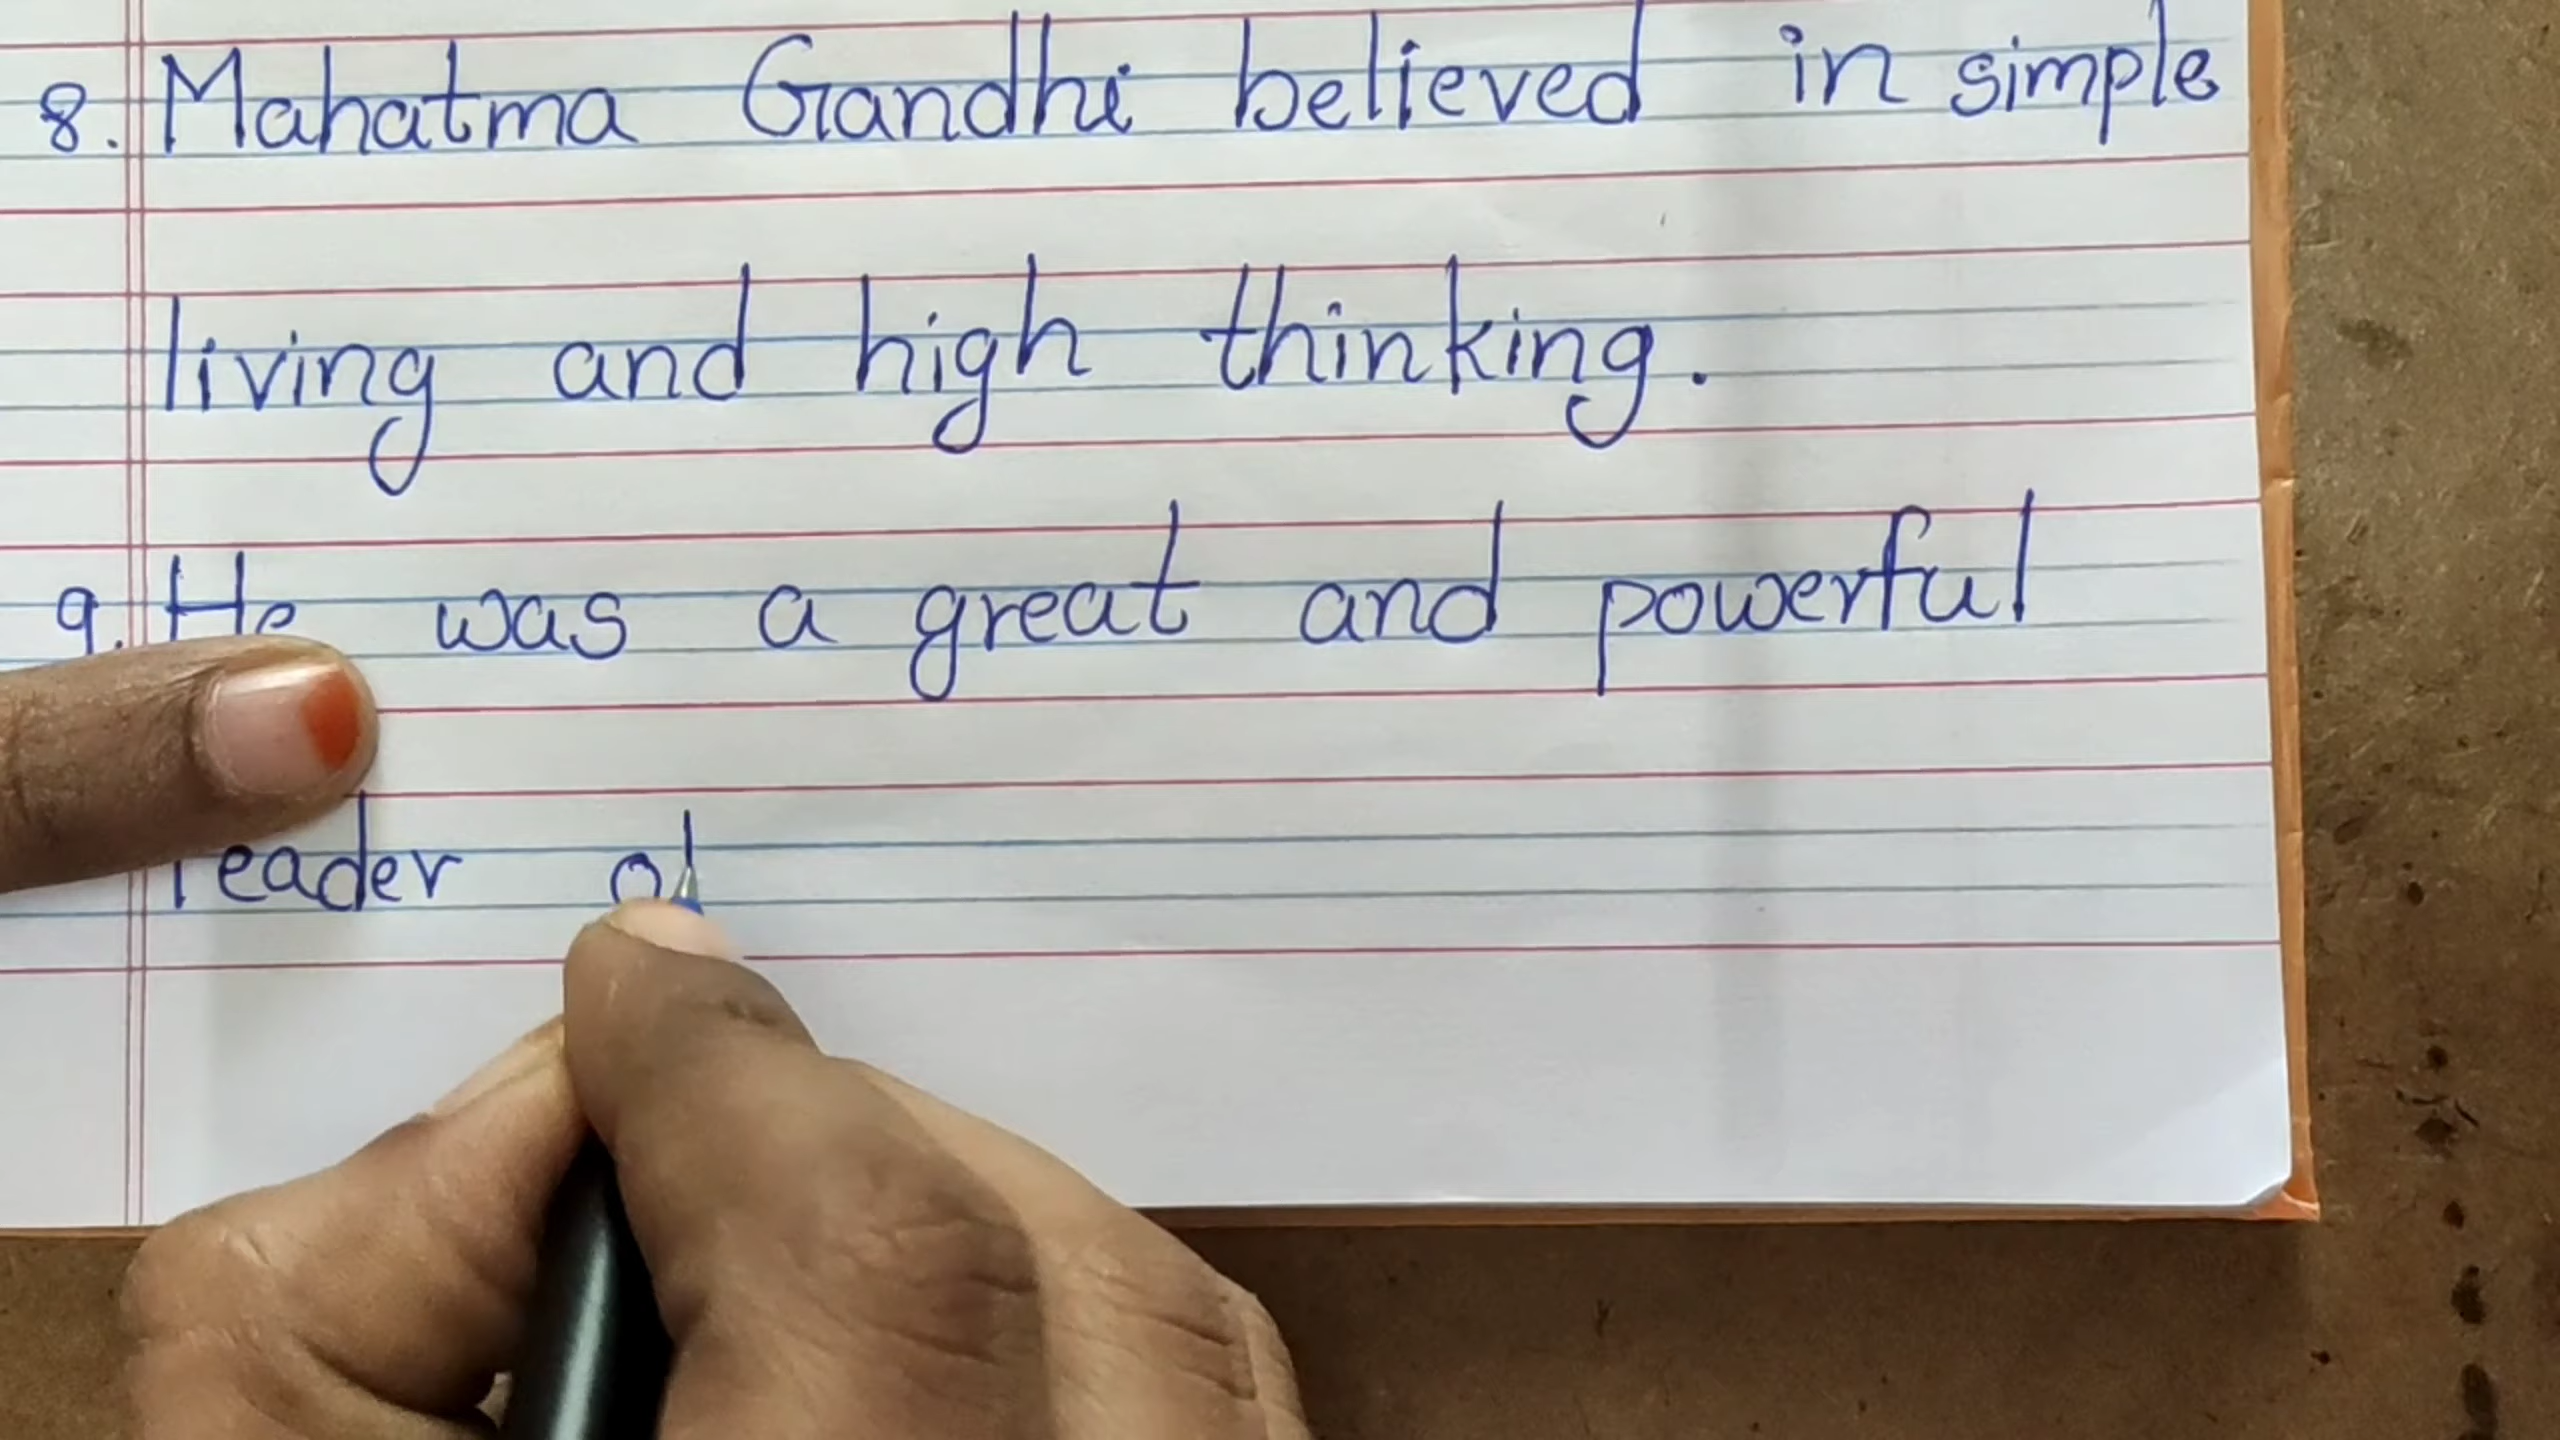 8. Mahatma Gandhi believed in simple
living and high thinking.
9. He was a great and powerful
leader